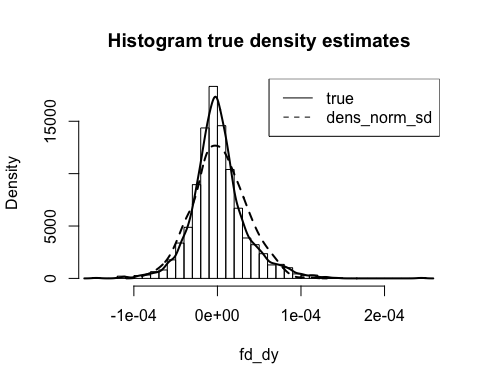 Histogram true density estimates
true
dens_norm_sd
Density
15000
5000
0
-1e-04 0e+00 1e-04 2e-04
fd_dy